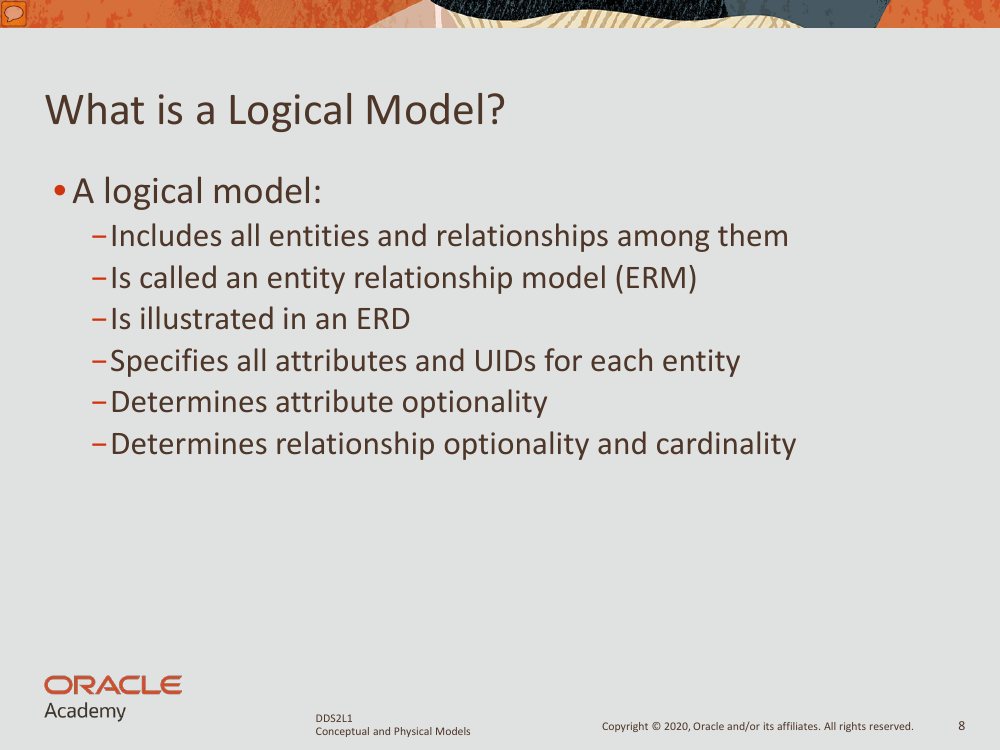 What is a Logical Model?
• A logical model:
–Includes all entities and relationships among them
–Is called an entity relationship model (ERM)
–Is illustrated in an ERD
–Specifies all attributes and UIDs for each entity
–Determines attribute optionality
–Determines relationship optionality and cardinality
ORACLE
Academy
DDS2L1
Conceptual and Physical Models
Copyright © 2020, Oracle and/or its affiliates. All rights reserved.
8